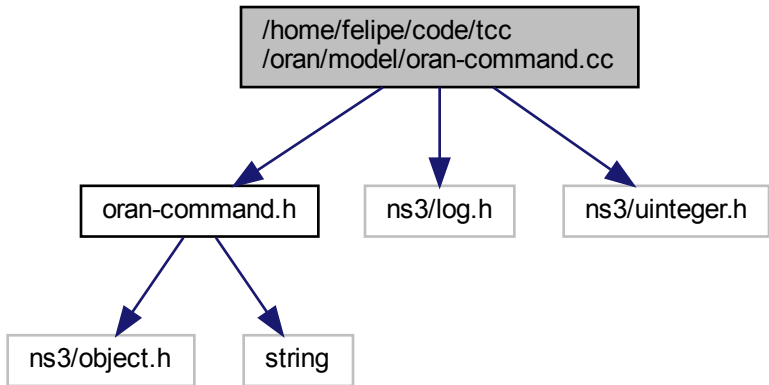 /home/felipe/code/tcc
/oran/model/oran-command.cc
oran-command.h
ns3/log.h
ns3/uinteger.h
ns3/object.h
string